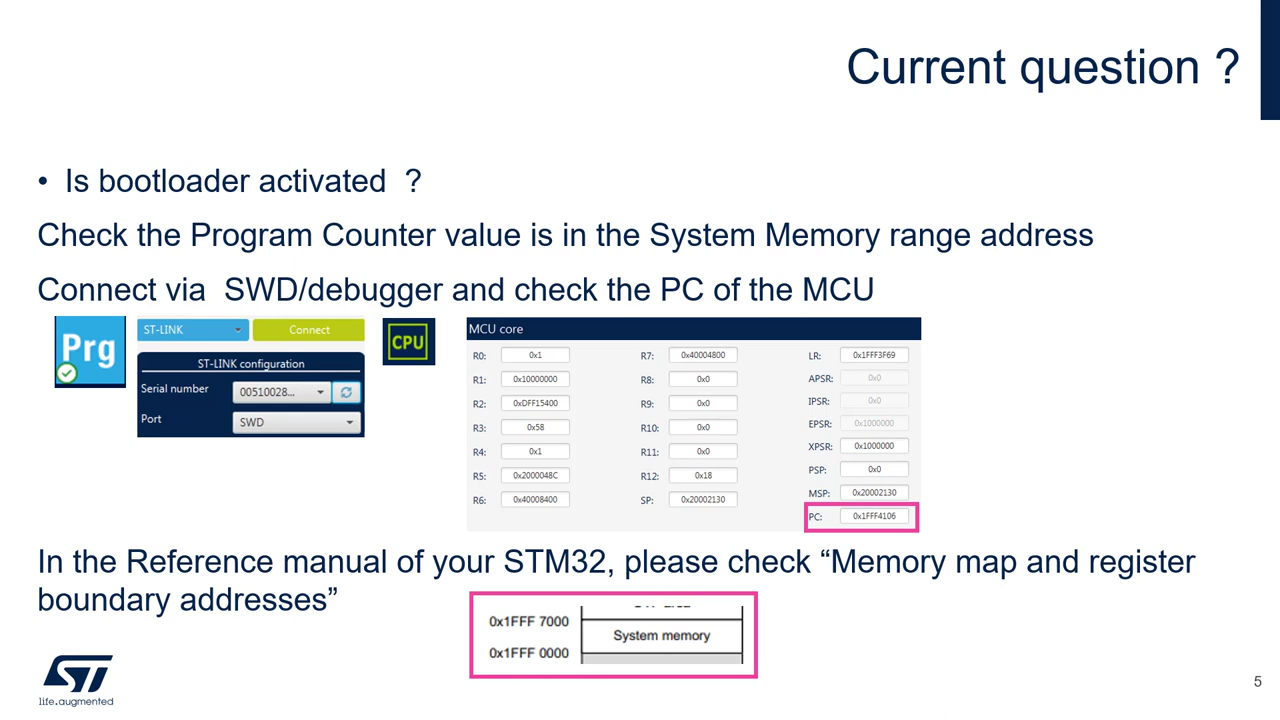 Current question ?
• Is bootloader activated ?
Check the Program Counter value is in the System Memory range address
Connect via SWD/debugger and check the PC of the MCU
Prg
ST-LINK
Connect
ST-LINK configuration
Serial number
00510028...
Port
SWD
CPU
MCU core
R0: 0x1 R7: 0x40004800 LR: 0x1FFF3F69
R1: 0x10000000 R8: 0x0 APSR: 0x0
R2: 0xDFF15400 R9: 0x0 IPSR: 0x0
R3: 0x58 R10: 0x0 EPSR: 0x1000000
R4: 0x1 R11: 0x0 XPSR: 0x1000000
R5: 0x2000048C R12: 0x18 PSP: 0x0
R6: 0x40008400 SP: 0x20002130 MSP: 0x20002130
PC: 0x1FFF4106
In the Reference manual of your STM32, please check “Memory map and register
boundary addresses”
0x1FFF 7000
System memory
0x1FFF 0000
ST
life.augmented
5